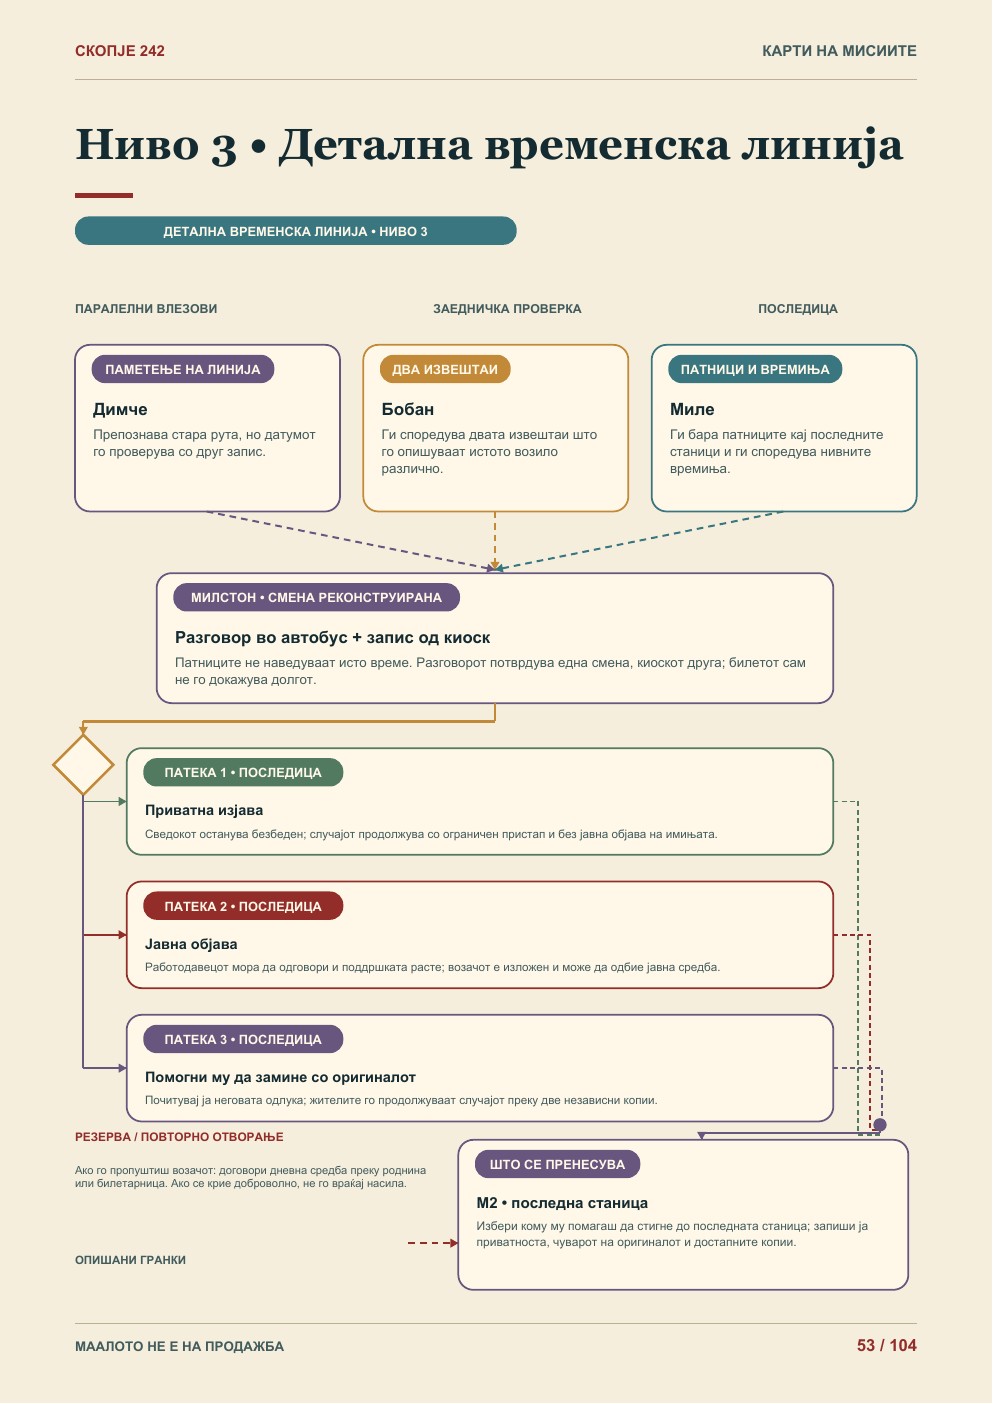 СКОПЈЕ 242
КАРТИ НА МИСИИТЕ
Ниво 3 • Детална временска линија
ДЕТАЛНА ВРЕМЕНСКА ЛИНИЈА • НИВО 3
ПАРАЛЕЛНИ ВЛЕЗОВИ
ЗАЕДНИЧКА ПРОВЕРКА
ПОСЛЕДИЦА
ПАМЕТЕЊЕ НА ЛИНИЈА
Димче
Препознава стара рута, но датумот
го проверува со друг запис.
ДВА ИЗВЕШТАИ
Бобан
Ги споредува двата извештаи што
го опишуваат истото возило
различно.
ПАТНИЦИ И ВРЕМИЊА
Миле
Ги бара патниците кај последните
станици и ги споредува нивните
времиња.
МИЛСТОН • СМЕНА РЕКОНСТРУИРАНА
Разговор во автобус + запис од киоск
Патниците не наведуваат исто време. Разговорот потврдува една смена, киоскот друга; билетот сам
не го докажува долгот.
ПАТЕКА 1 • ПОСЛЕДИЦА
Приватна изјава
Сведокот останува безбеден; случајот продолжува со ограничен пристап и без јавна објава на имињата.
ПАТЕКА 2 • ПОСЛЕДИЦА
Јавна објава
Работодавецот мора да одговори и поддршката расте; возачот е изложен и може да одбие јавна средба.
ПАТЕКА 3 • ПОСЛЕДИЦА
Помогни му да замине со оригиналот
Почитувај ја неговата одлука; жителите го продолжуваат случајот преку две независни копии.
РЕЗЕРВА / ПОВТОРНО ОТВОРАЊЕ
Ако го пропуштиш возачот: договори дневна средба преку роднина
или билетарница. Ако се крие доброволно, не го враќај насила.
ОПИШАНИ ГРАНКИ
ШТО СЕ ПРЕНЕСУВА
М2 • последна станица
Избери кому му помагаш да стигне до последната станица; запиши ја
приватноста, чуварот на оригиналот и достапните копии.
МААЛОТО НЕ Е НА ПРОДАЖБА
53 / 104